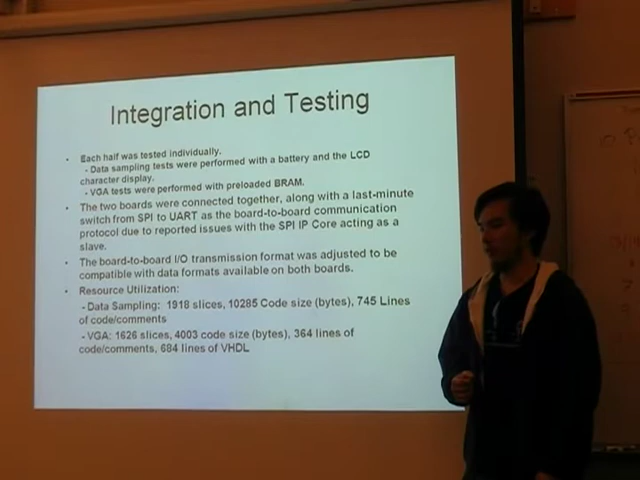 Integration and Testing
• Each half was tested individually.
- Data sampling tests were performed with a battery and the LCD
character display.
- VGA tests were performed with preloaded BRAM.
• The two boards were connected together, along with a last-minute
switch from SPI to UART as the board-to-board communication
protocol due to reported issues with the SPI IP Core acting as a
slave.
• The board-to-board I/O transmission format was adjusted to be
compatible with data formats available on both boards.
• Resource Utilization:
- Data Sampling: 1918 slices, 10285 Code size (bytes), 745 Lines
of code/comments
- VGA: 1626 slices, 4003 code size (bytes), 364 lines of
code/comments, 684 lines of VHDL